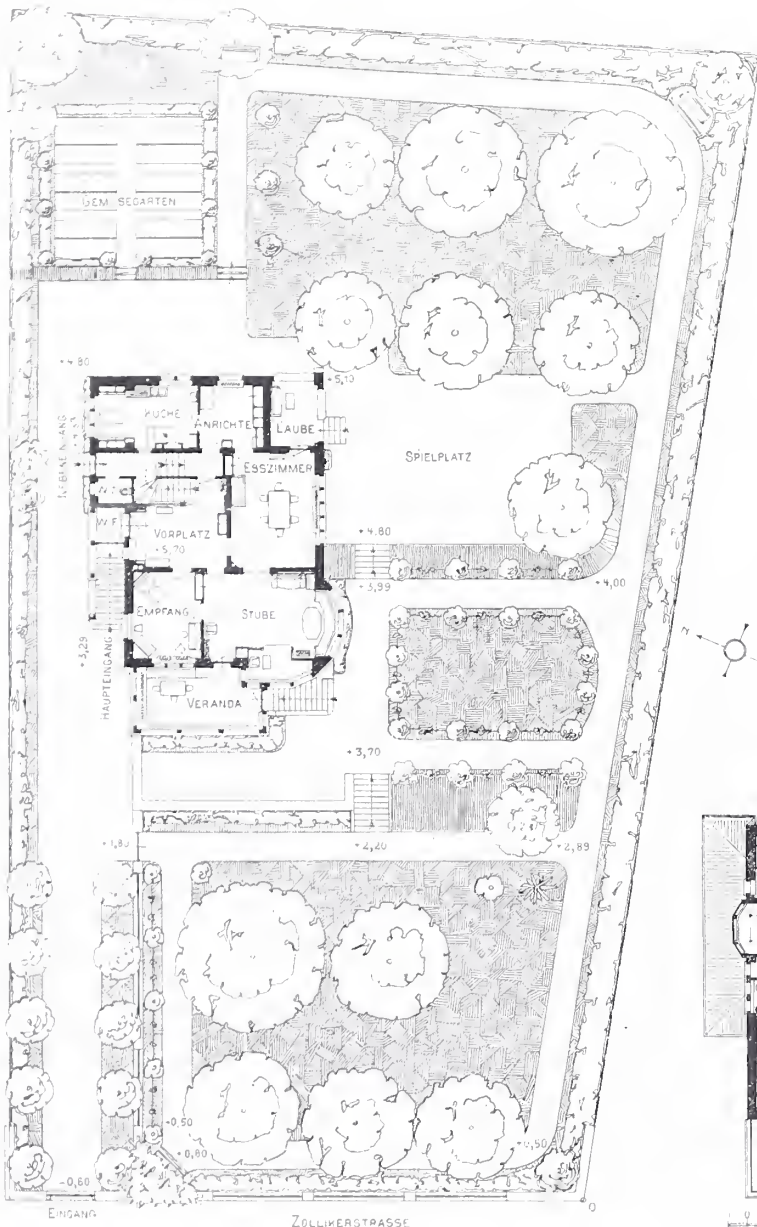 GEMÜSEGARTEN
+4.80
+5,10
KÜCHE
ANRICHTE
LAUBE
NEBENEINGANG
ESSZIMMER
SPIELPLATZ
W.F.
VORPLATZ
+5,70
+4.80
+3,99
+4,00
EMPFANG
STUBE
+3,29
HAUPTEINGANG
VERANDA
N
+3,70
+1,80
+2,20
+2,89
+0,50
+0,80
+0,50
-0,60
EINGANG
ZOLLIKERSTRASSE
0